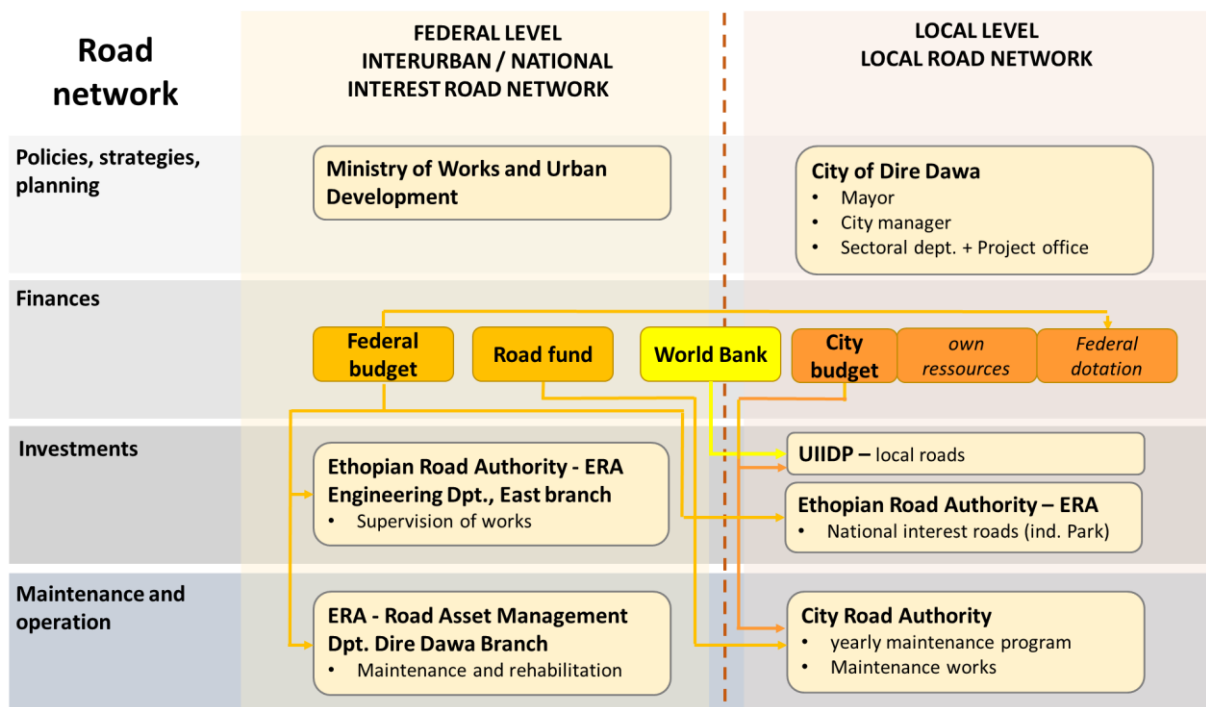 Road
network
FEDERAL LEVEL
INTERURBAN / NATIONAL
INTEREST ROAD NETWORK
LOCAL LEVEL
LOCAL ROAD NETWORK
Policies, strategies,
planning
Ministry of Works and Urban
Development
City of Dire Dawa
• Mayor
• City manager
• Sectoral dept. + Project office
Finances
Federal
budget
Road fund
World Bank
City
budget
own
ressources
Federal
dotation
Investments
Ethopian Road Authority - ERA
Engineering Dpt., East branch
• Supervision of works
UIIDP – local roads
Ethopian Road Authority – ERA
• National interest roads (ind. Park)
Maintenance and
operation
ERA - Road Asset Management
Dpt. Dire Dawa Branch
• Maintenance and rehabilitation
City Road Authority
• yearly maintenance program
• Maintenance works